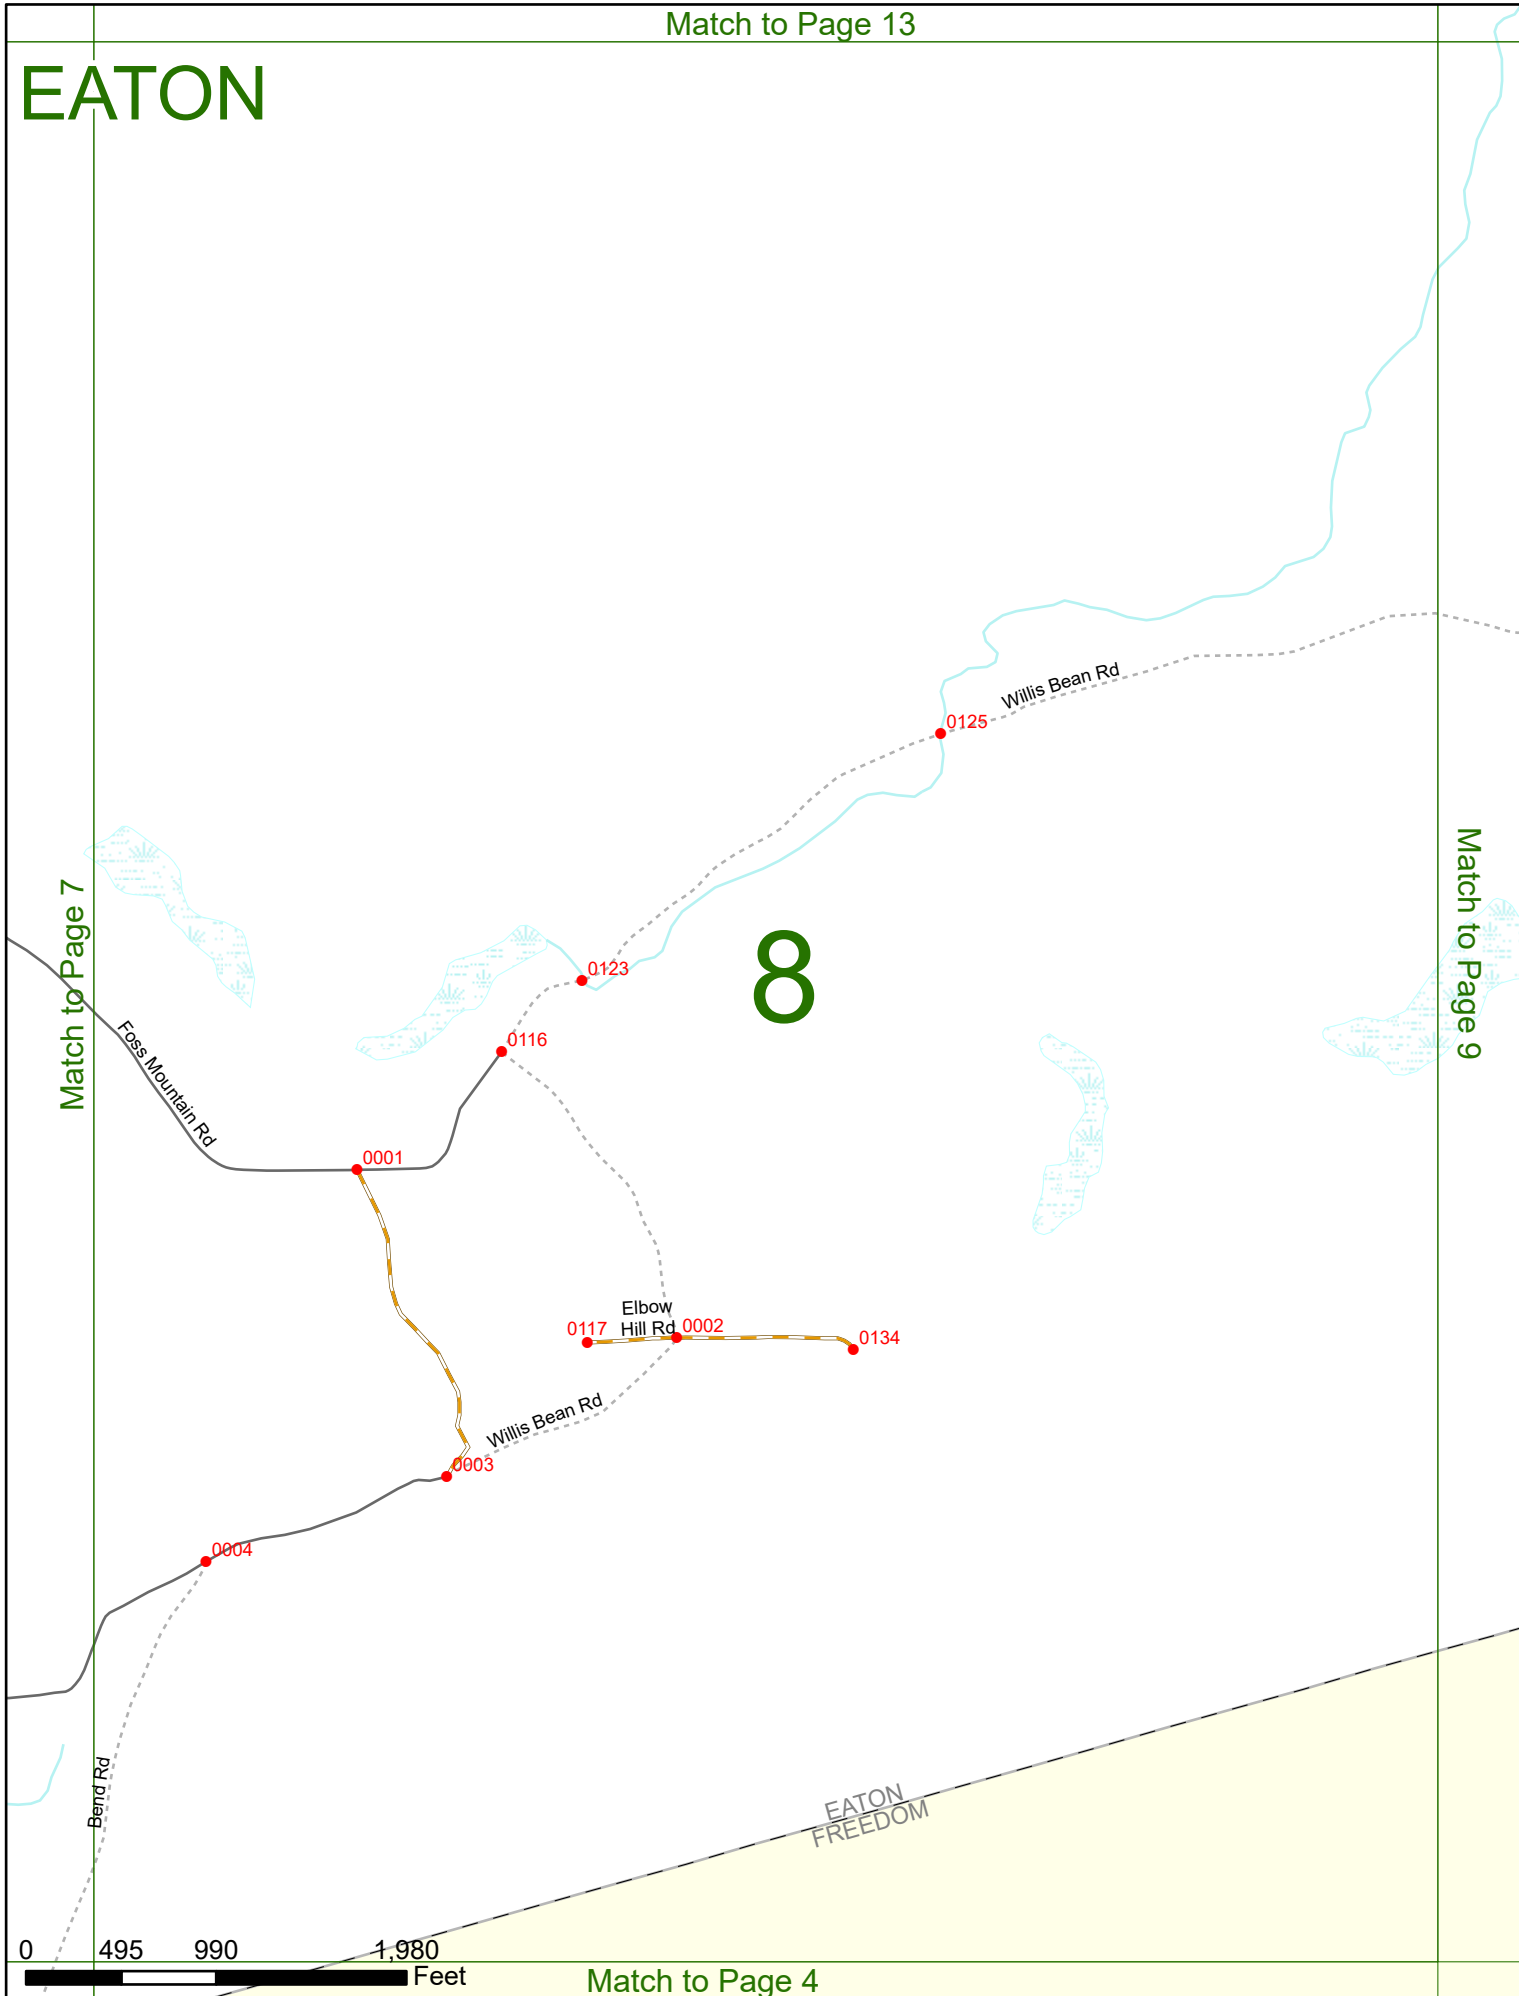 Match to Page 13
EATON
Willis Bean Rd
0125
Match to Page 7
Match to Page 9
8
0123
Foss Mountain Rd
0116
0001
Elbow
Hill Rd
0117
0002
0134
Willis Bean Rd
0003
0004
Bend Rd
EATON
FREEDOM
0 495 990 1,980
Feet
Match to Page 4